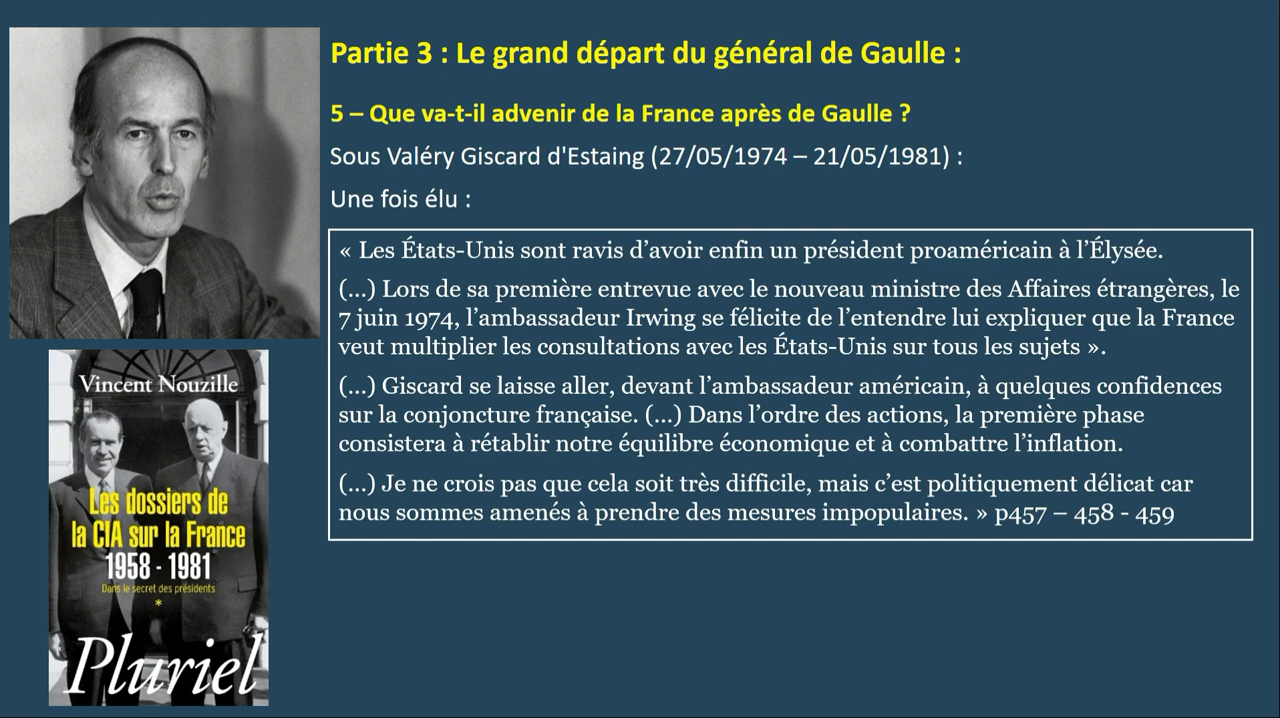 Partie 3 : Le grand départ du général de Gaulle :
5 – Que va-t-il advenir de la France après de Gaulle ?
Sous Valéry Giscard d'Estaing (27/05/1974 – 21/05/1981) :
Une fois élu :
« Les États-Unis sont ravis d’avoir enfin un président proaméricain à l’Élysée.
(…) Lors de sa première entrevue avec le nouveau ministre des Affaires étrangères, le
7 juin 1974, l’ambassadeur Irwing se félicite de l’entendre lui expliquer que la France
veut multiplier les consultations avec les États-Unis sur tous les sujets ».
(…) Giscard se laisse aller, devant l’ambassadeur américain, à quelques confidences
sur la conjoncture française. (…) Dans l’ordre des actions, la première phase
consistera à rétablir notre équilibre économique et à combattre l’inflation.
(…) Je ne crois pas que cela soit très difficile, mais c’est politiquement délicat car
nous sommes amenés à prendre des mesures impopulaires. » p457 – 458 - 459
Vincent Nouzille
Les dossiers de
la CIA sur la France
1958 - 1981
Dans le secret des présidents
*
Pluriel